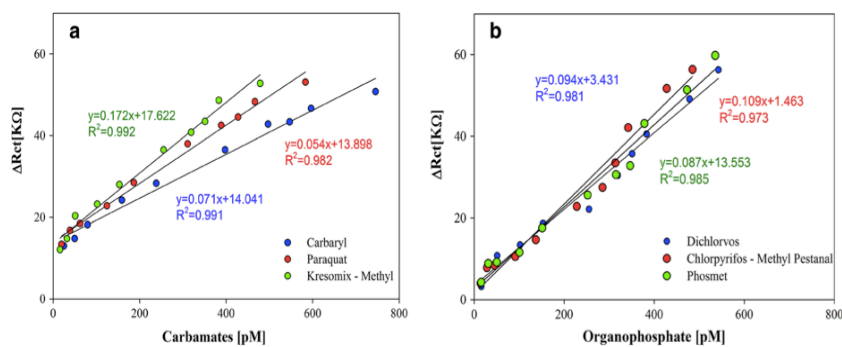 a
ΔRct[KΩ]
60
40
20
0
y=0.172x+17.622
R²=0.992
y=0.054x+13.898
R²=0.982
y=0.071x+14.041
R²=0.991
Carbaryl
Paraquat
Kresomix - Methyl
0 200 400 600 800
Carbamates [pM]
b
ΔRct[KΩ]
60
40
20
0
y=0.094x+3.431
R²=0.981
y=0.109x+1.463
R²=0.973
y=0.087x+13.553
R²=0.985
Dichlorvos
Chlorpyrifos - Methyl Pestanal
Phosmet
0 200 400 600 800
Organophosphate [pM]